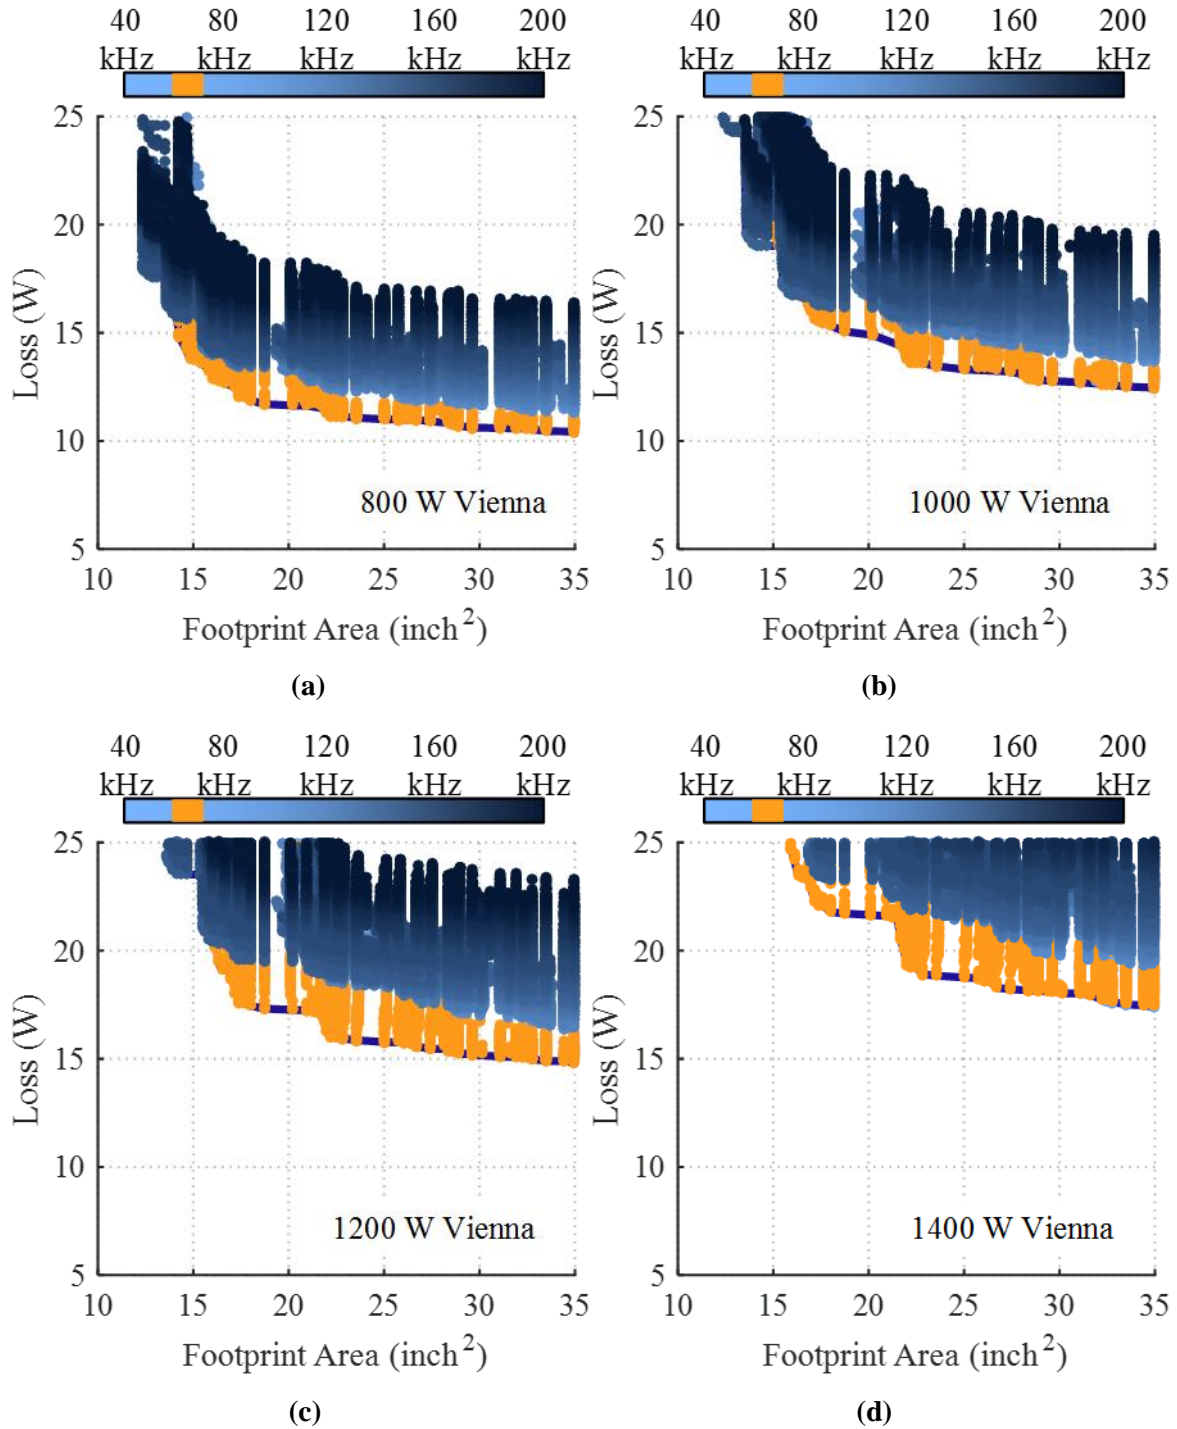 40 80 120 160 200
kHz kHz kHz kHz kHz
25
20
15
10
5
Loss (W)
800 W Vienna
10 15 20 25 30 35
Footprint Area (inch²)
(a)
40 80 120 160 200
kHz kHz kHz kHz kHz
25
20
15
10
5
Loss (W)
1000 W Vienna
10 15 20 25 30 35
Footprint Area (inch²)
(b)
40 80 120 160 200
kHz kHz kHz kHz kHz
25
20
15
10
5
Loss (W)
1200 W Vienna
10 15 20 25 30 35
Footprint Area (inch²)
(c)
40 80 120 160 200
kHz kHz kHz kHz kHz
25
20
15
10
5
Loss (W)
1400 W Vienna
10 15 20 25 30 35
Footprint Area (inch²)
(d)